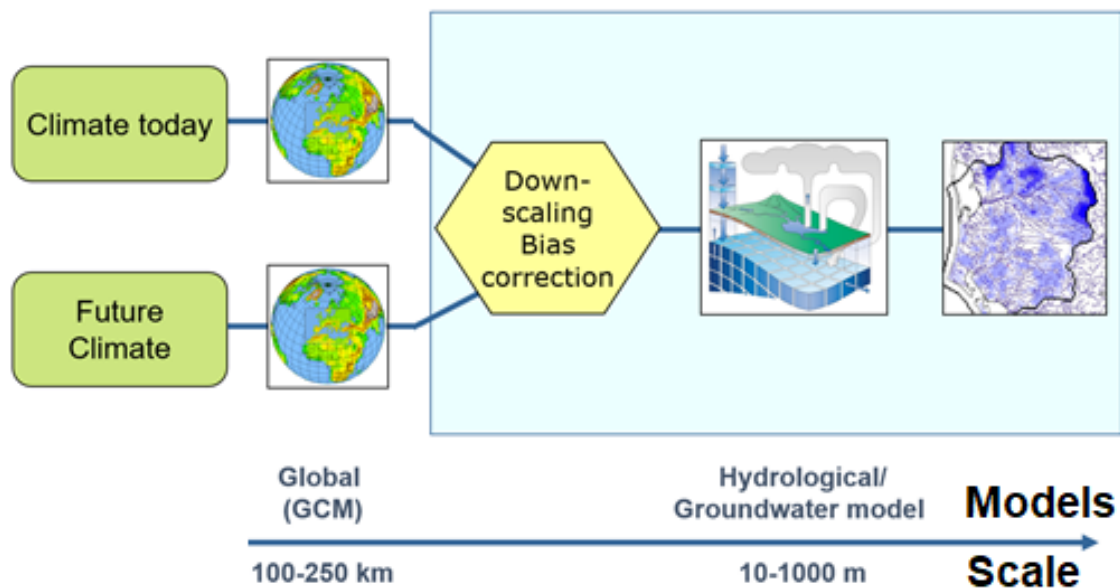 Climate today
Future
Climate
Down-
scaling
Bias
correction
Global
(GCM)
Hydrological/
Groundwater model
Models
100-250 km
10-1000 m
Scale